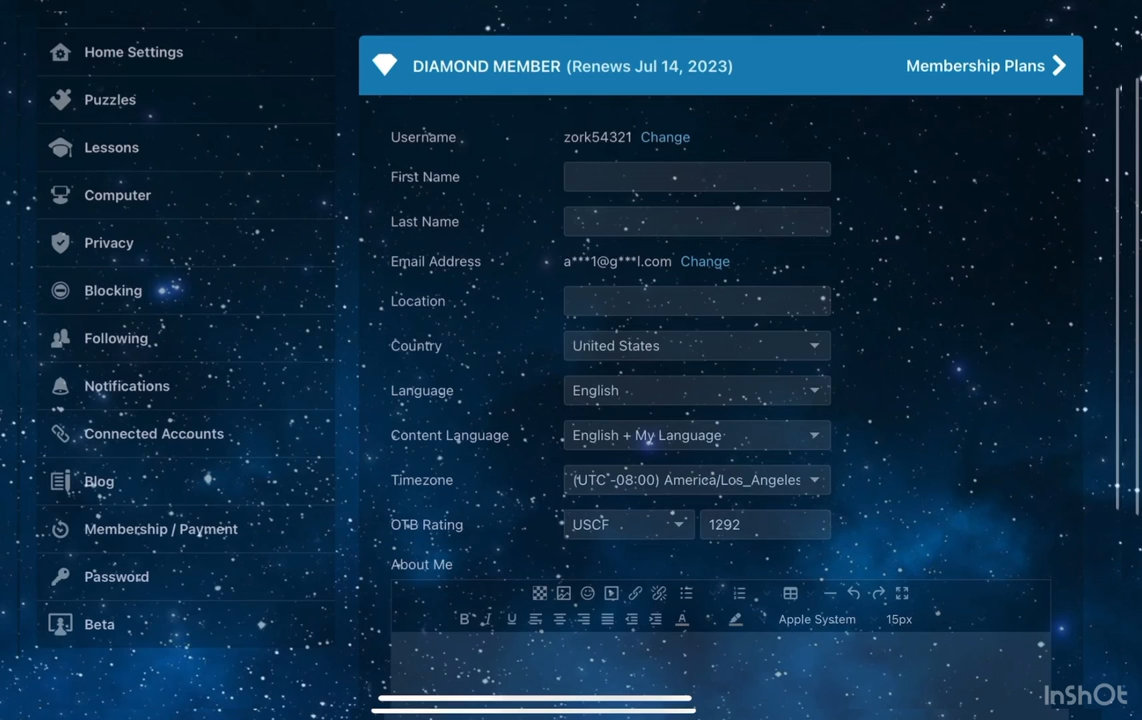 Home Settings
Puzzles
Lessons
Computer
Privacy
Blocking
Following
Notifications
Connected Accounts
Blog
Membership / Payment
Password
Beta
DIAMOND MEMBER (Renews Jul 14, 2023) Membership Plans
Username zork54321 Change
First Name
Last Name
Email Address a***1@g***l.com Change
Location
Country United States
Language English
Content Language English + My Language
Timezone (UTC -08:00) America/Los_Angeles
OTB Rating USCF 1292
About Me
B I U A Apple System 15px
InShOt